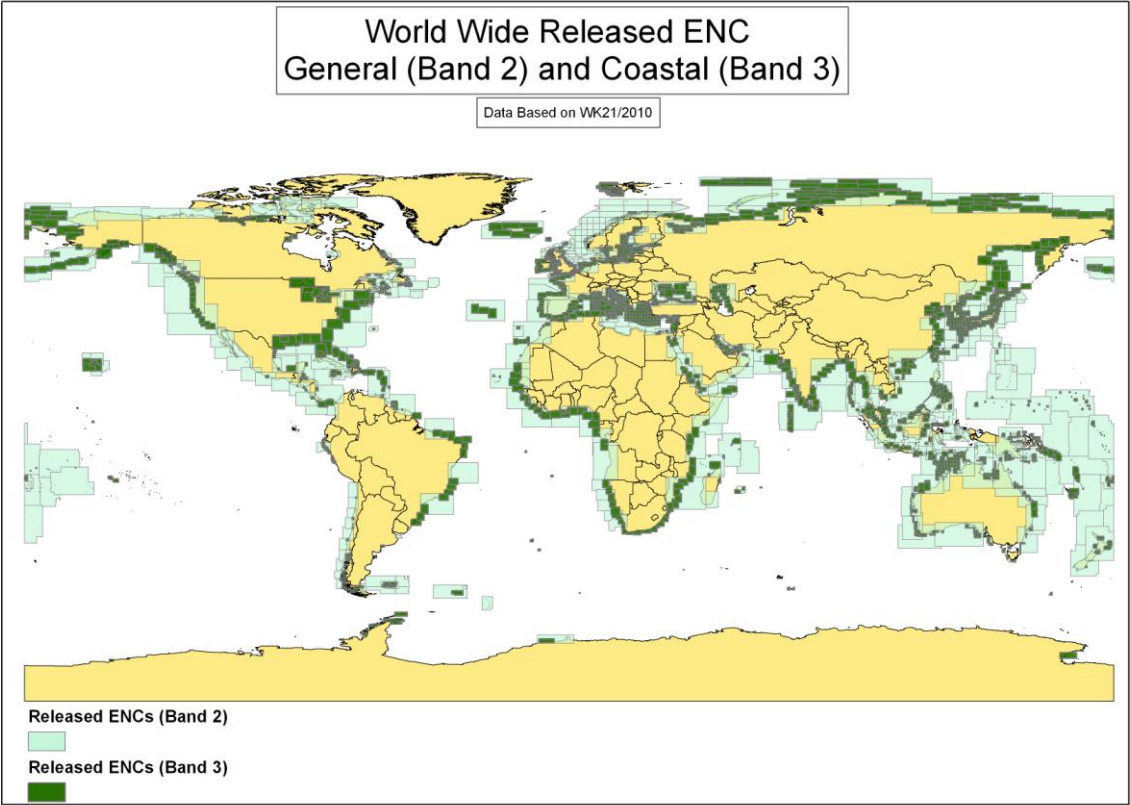 World Wide Released ENC
General (Band 2) and Coastal (Band 3)
Data Based on WK21/2010
Released ENCs (Band 2)
Released ENCs (Band 3)